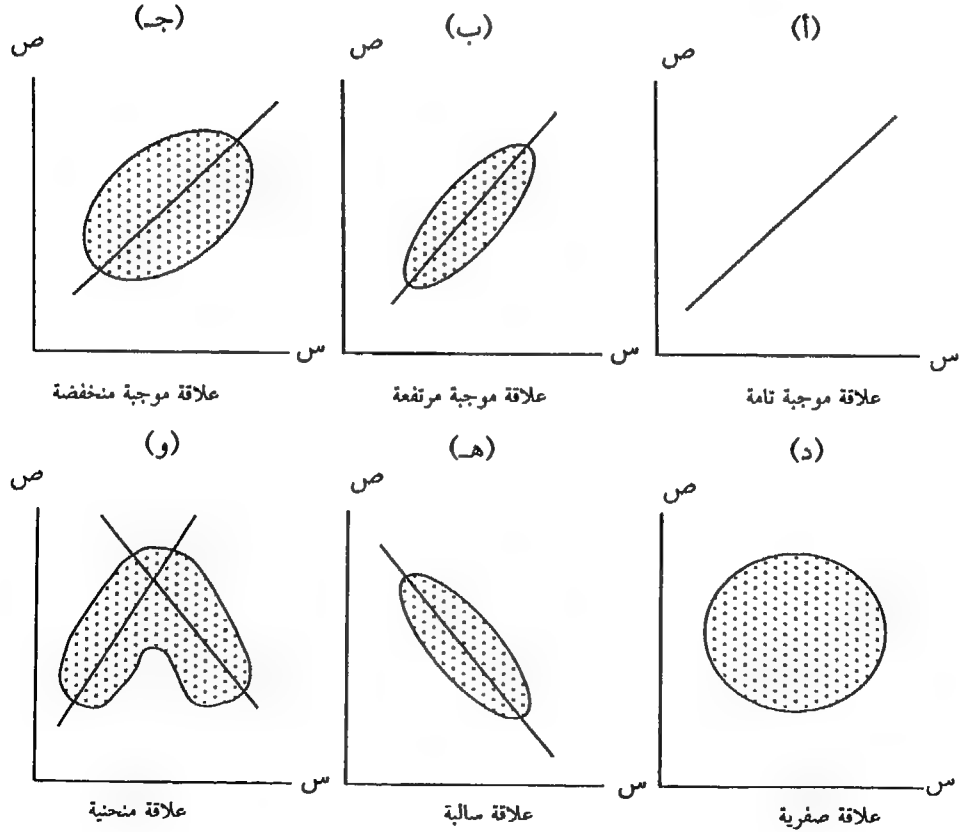 (أ)
ص
س
علاقة موجبة تامة
(ب)
ص
س
علاقة موجبة مرتفعة
(جـ)
ص
س
علاقة موجبة منخفضة
(د)
ص
س
علاقة صفرية
(هـ)
ص
س
علاقة سالبة
(و)
ص
س
علاقة منحنية